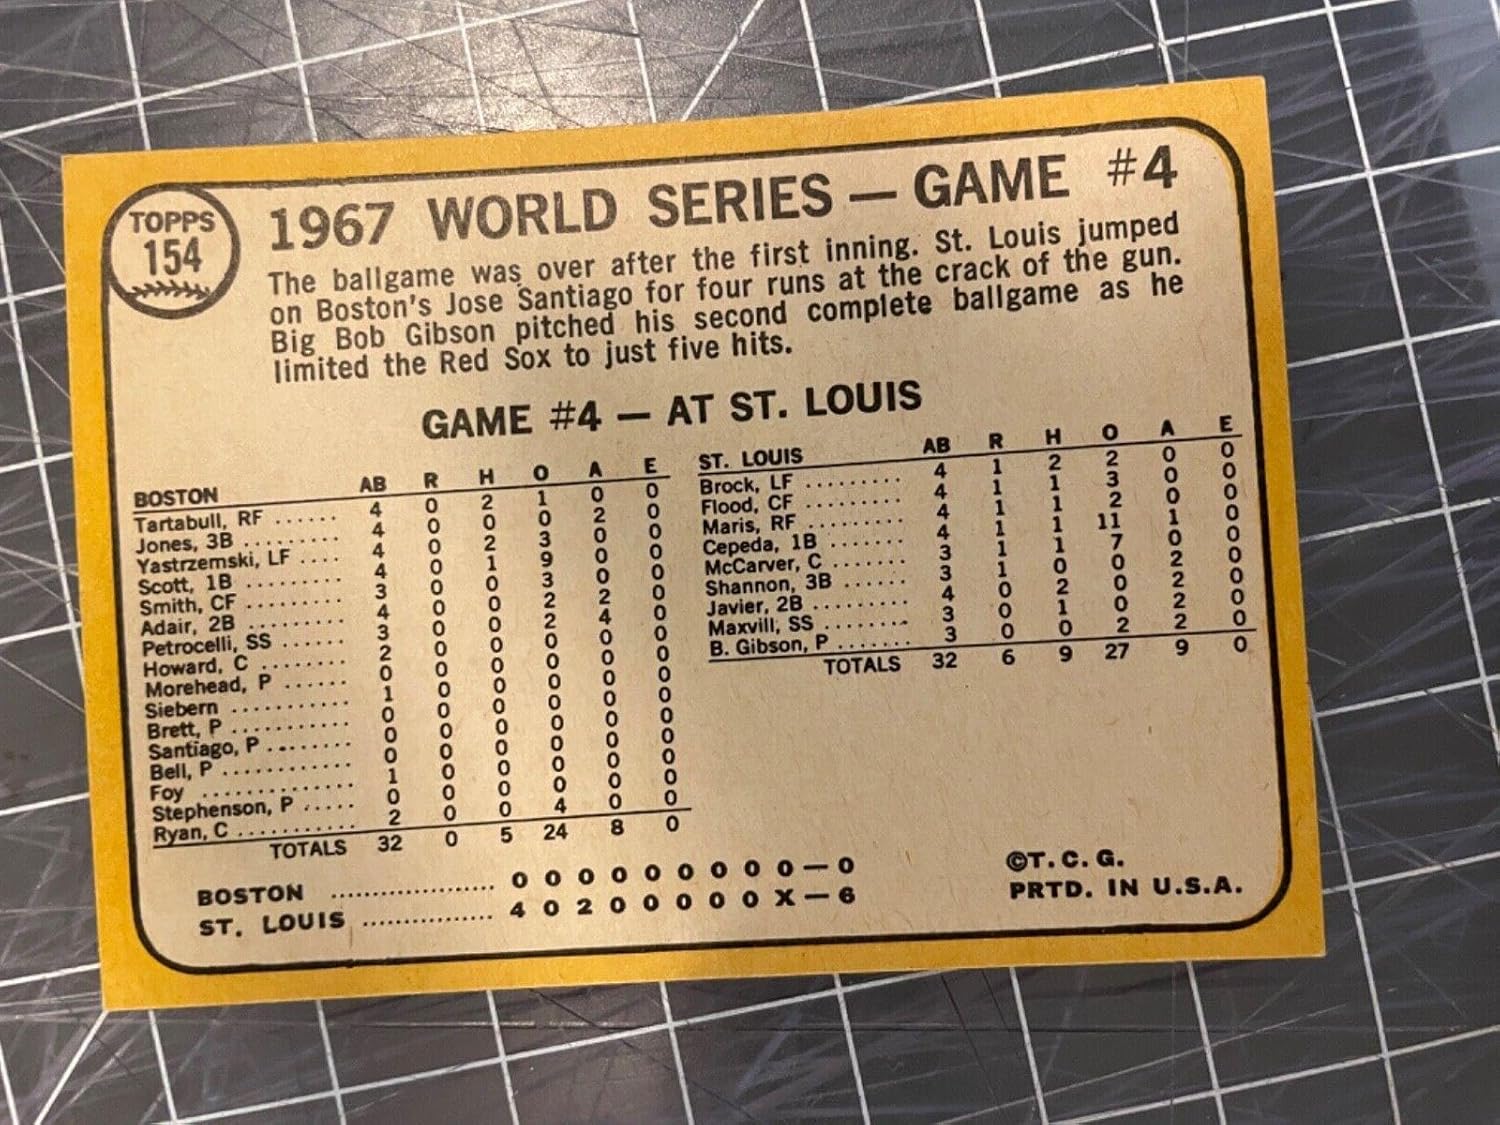 TOPPS
154
1967 WORLD SERIES — GAME #4
The ballgame was over after the first inning. St. Louis jumped
on Boston's Jose Santiago for four runs at the crack of the gun.
Big Bob Gibson pitched his second complete ballgame as he
limited the Red Sox to just five hits.
GAME #4 — AT ST. LOUIS
BOSTON AB R H O A E
Tartabull, RF ...... 4 0 2 1 0 0
Jones, 3B ......... 4 0 0 0 2 0
Yastrzemski, LF .... 4 0 2 3 0 0
Scott, 1B ......... 4 0 1 9 0 0
Smith, CF ......... 3 0 0 3 0 0
Adair, 2B ......... 4 0 0 2 2 0
Petrocelli, SS ...... 3 0 0 2 4 0
Howard, C ........ 2 0 0 0 0 0
Morehead, P ...... 0 0 0 0 0 0
Siebern ........... 1 0 0 0 0 0
Brett, P ........... 0 0 0 0 0 0
Santiago, P ........ 0 0 0 0 0 0
Bell, P ............ 0 0 0 0 0 0
Foy .............. 1 0 0 0 0 0
Stephenson, P ..... 0 0 0 0 0 0
Ryan, C ........... 2 0 0 4 0 0
TOTALS 32 0 5 24 8 0
ST. LOUIS AB R H O A E
Brock, LF ......... 4 1 2 2 0 0
Flood, CF ......... 4 1 1 3 0 0
Maris, RF ......... 4 1 1 2 0 0
Cepeda, 1B ....... 4 1 1 11 1 0
McCarver, C ....... 3 1 1 7 0 0
Shannon, 3B ...... 3 1 0 0 2 0
Javier, 2B ......... 4 0 2 0 2 0
Maxvill, SS ........ 3 0 1 0 2 0
B. Gibson, P ....... 3 0 0 2 2 0
TOTALS 32 6 9 27 9 0
BOSTON .................... 0 0 0 0 0 0 0 0 0 — 0
ST. LOUIS ................ 4 0 2 0 0 0 0 0 X — 6
©T. C. G.
PRTD. IN U.S.A.